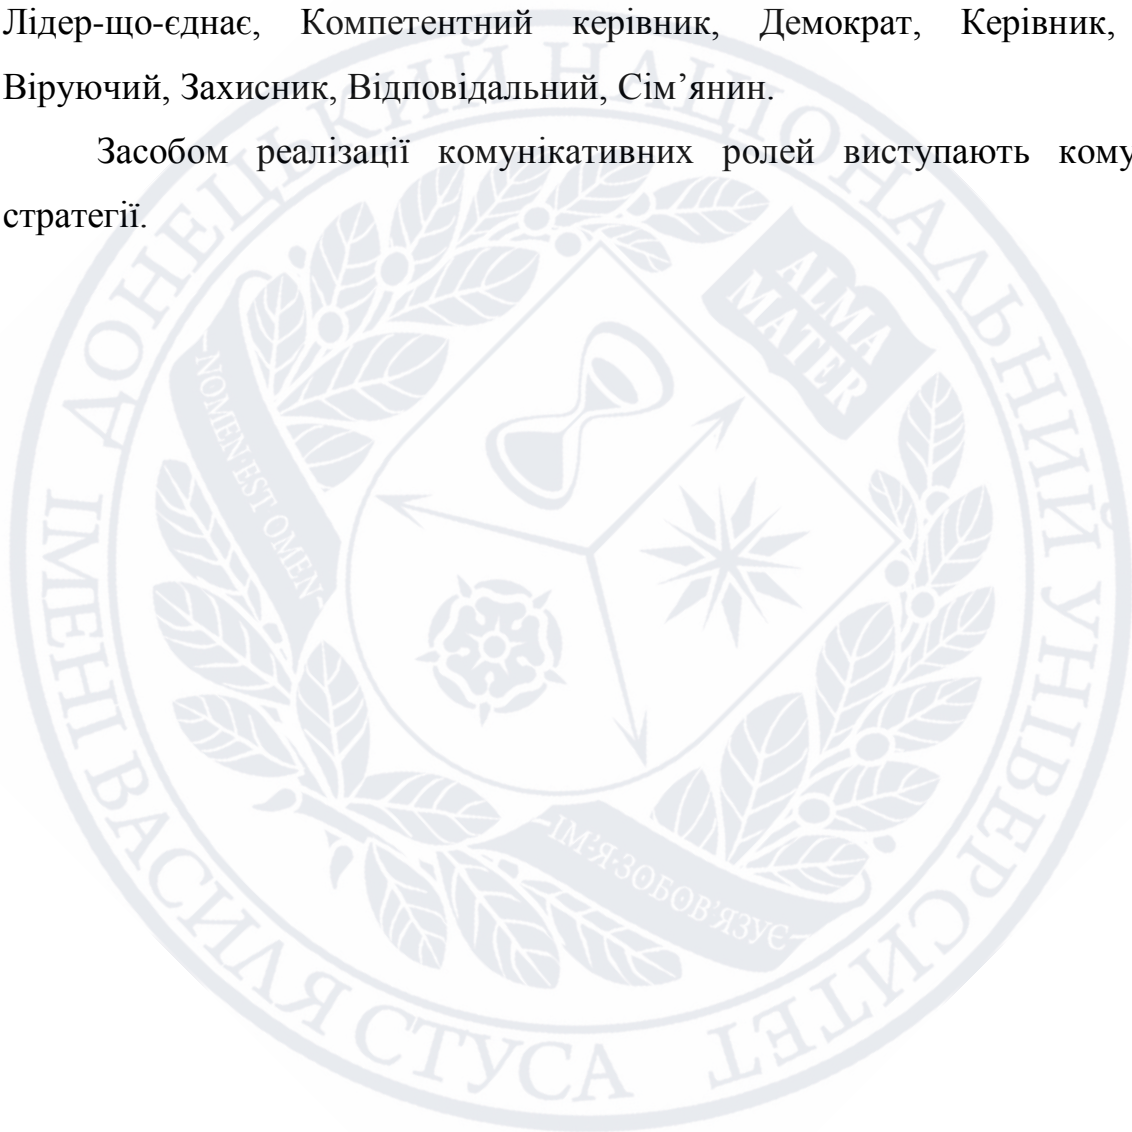 Лідер-що-єднає, Компетентний керівник, Демократ, Керівник,
Віруючий, Захисник, Відповідальний, Сім’янин.
Засобом реалізації комунікативних ролей виступають кому
стратегії.
ДОНЕЦЬКИЙ НАЦІОНАЛЬНИЙ УНІВЕРСИТЕТ
ІМЕНІ ВАСИЛЯ СТУСА
ALMA
MATER
NOMEN EST OMEN
ІМ'Я ЗОБОВ'ЯЗУЄ